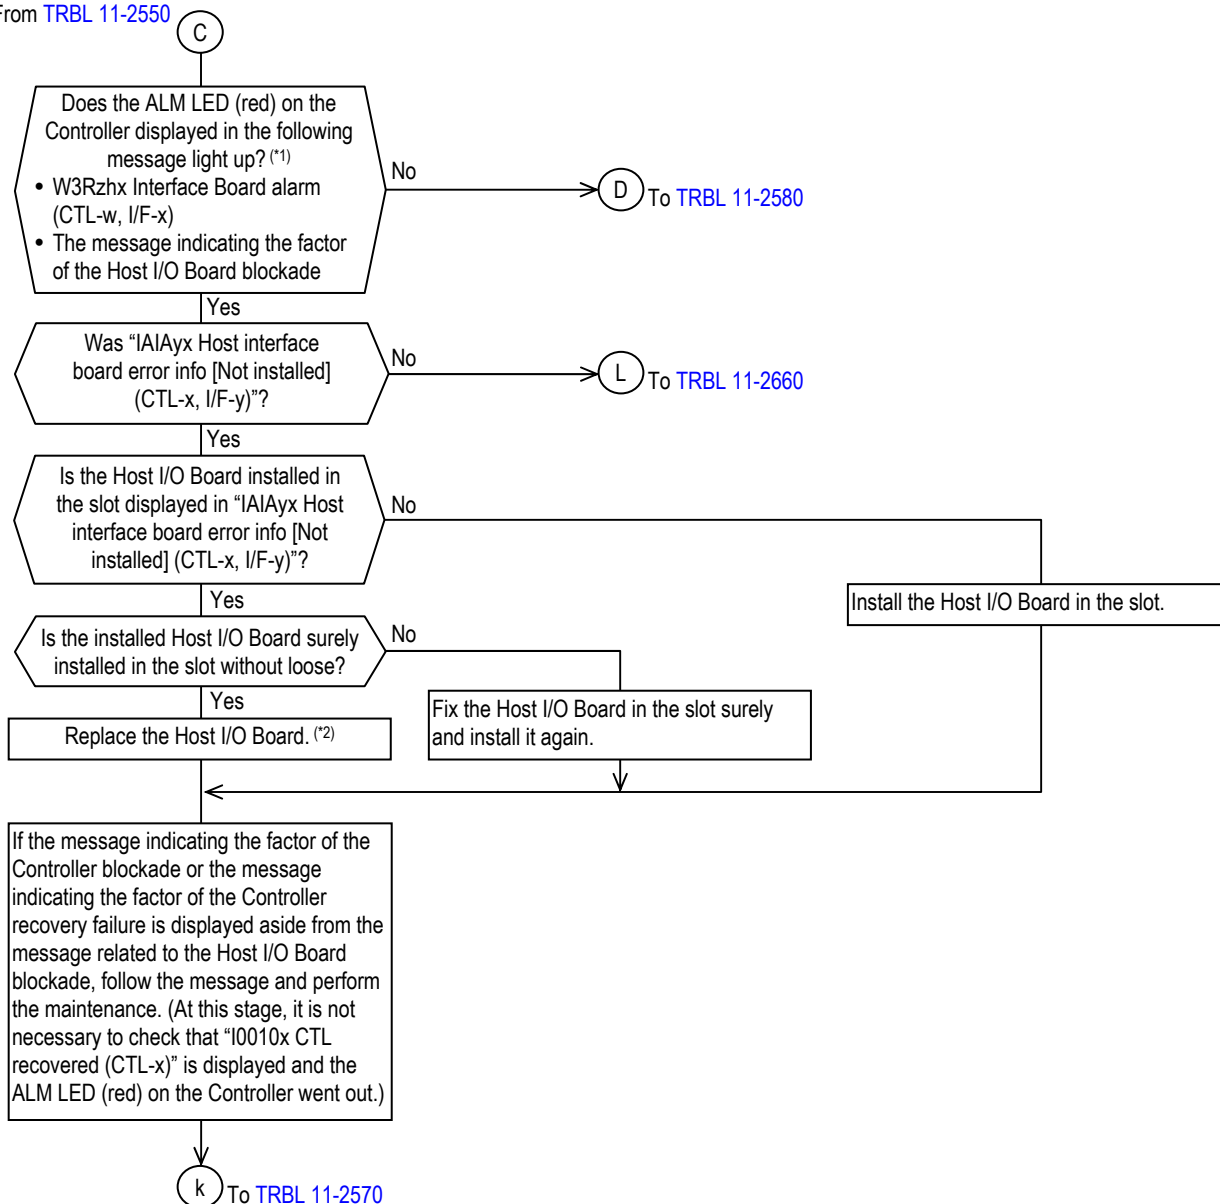 From TRBL 11-2550
C
Does the ALM LED (red) on the
Controller displayed in the following
message light up? (*1)
• W3Rzhx Interface Board alarm
(CTL-w, I/F-x)
• The message indicating the factor
of the Host I/O Board blockade
No
D
To TRBL 11-2580
Yes
Was “IAIAyx Host interface
board error info [Not installed]
(CTL-x, I/F-y)”?
No
L
To TRBL 11-2660
Yes
Is the Host I/O Board installed in
the slot displayed in “IAIAyx Host
interface board error info [Not
installed] (CTL-x, I/F-y)”?
No
Install the Host I/O Board in the slot.
Yes
Is the installed Host I/O Board surely
installed in the slot without loose?
No
Fix the Host I/O Board in the slot surely
and install it again.
Yes
Replace the Host I/O Board. (*2)
If the message indicating the factor of the
Controller blockade or the message
indicating the factor of the Controller
recovery failure is displayed aside from the
message related to the Host I/O Board
blockade, follow the message and perform
the maintenance. (At this stage, it is not
necessary to check that “I0010x CTL
recovered (CTL-x)” is displayed and the
ALM LED (red) on the Controller went out.)
k
To TRBL 11-2570